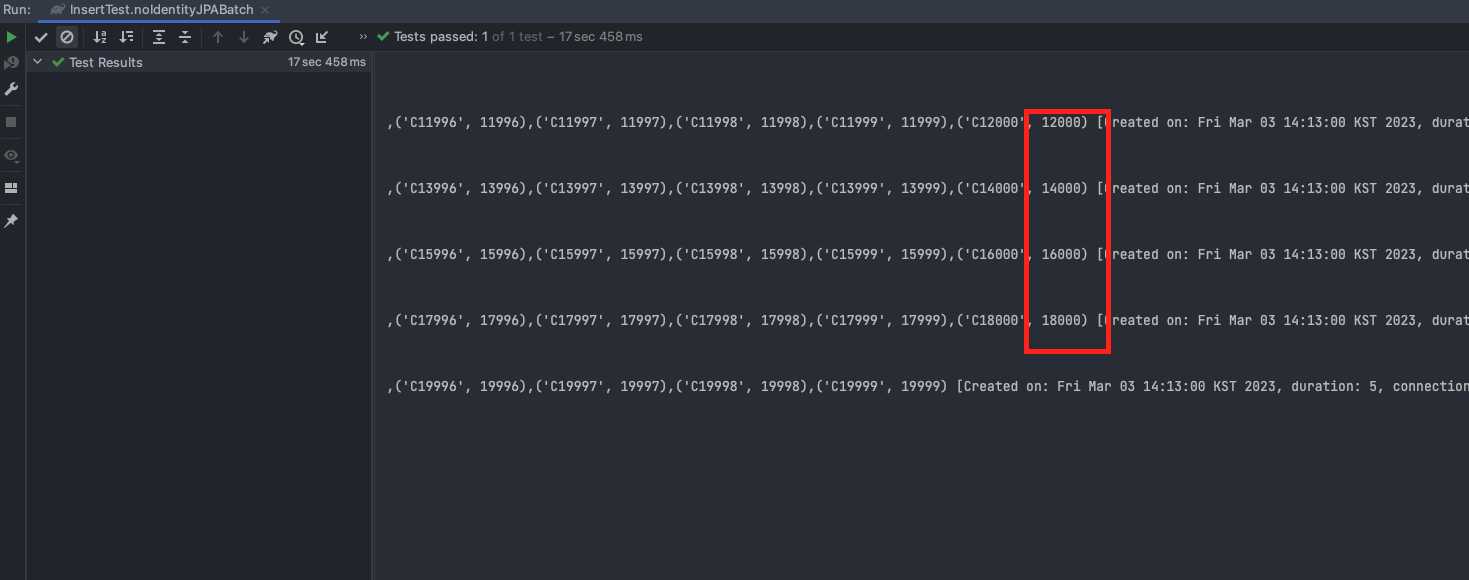 Run: InsertTest.noIdentityJPABatch
Tests passed: 1 of 1 test – 17 sec 458 ms
Test Results 17 sec 458 ms
,('C11996', 11996),('C11997', 11997),('C11998', 11998),('C11999', 11999),('C12000', 12000) [Created on: Fri Mar 03 14:13:00 KST 2023, durat
,('C13996', 13996),('C13997', 13997),('C13998', 13998),('C13999', 13999),('C14000', 14000) [Created on: Fri Mar 03 14:13:00 KST 2023, durat
,('C15996', 15996),('C15997', 15997),('C15998', 15998),('C15999', 15999),('C16000', 16000) [Created on: Fri Mar 03 14:13:00 KST 2023, durat
,('C17996', 17996),('C17997', 17997),('C17998', 17998),('C17999', 17999),('C18000', 18000) [Created on: Fri Mar 03 14:13:00 KST 2023, durat
,('C19996', 19996),('C19997', 19997),('C19998', 19998),('C19999', 19999) [Created on: Fri Mar 03 14:13:00 KST 2023, duration: 5, connection